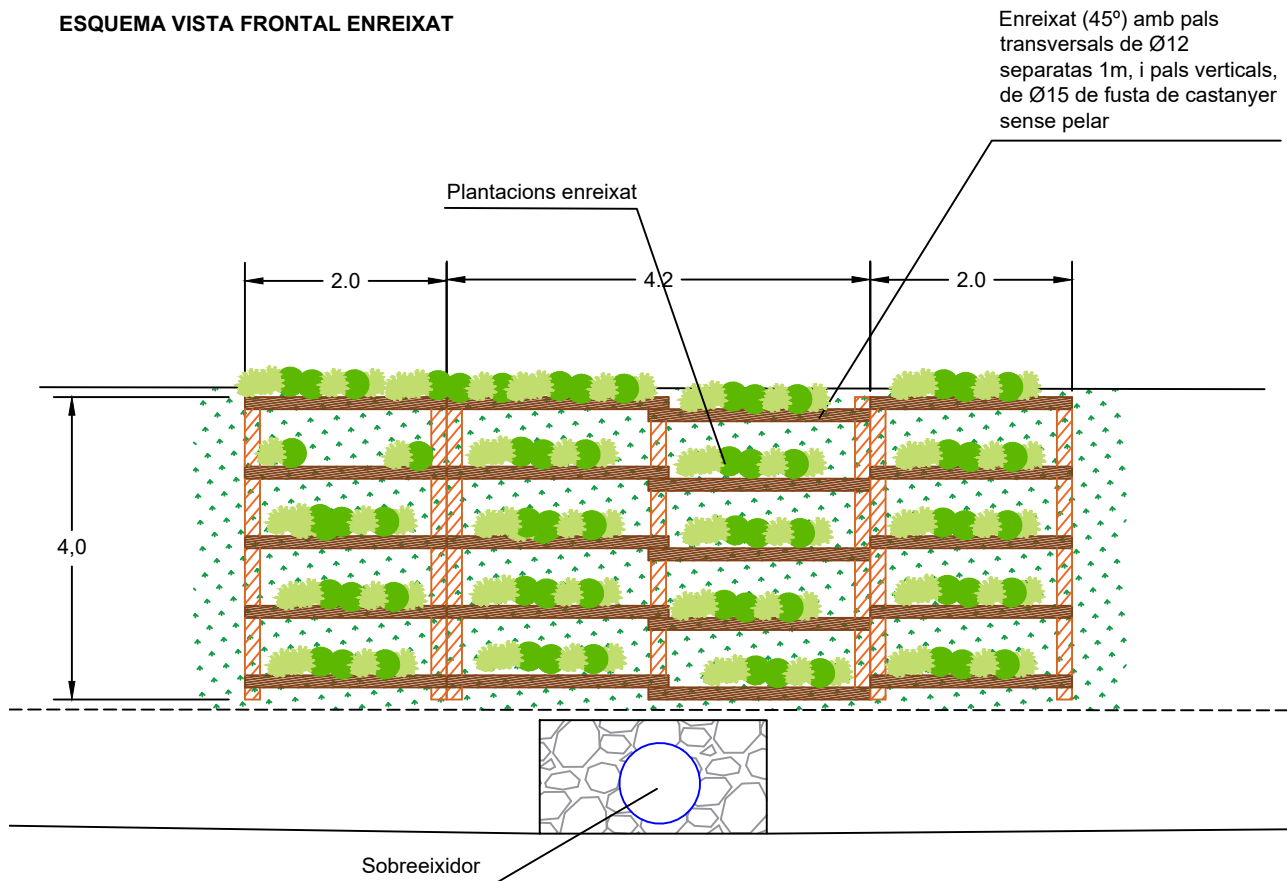 ESQUEMA VISTA FRONTAL ENREIXAT
Enreixat (45º) amb pals
transversals de Ø12
separatas 1m, i pals verticals,
de Ø15 de fusta de castanyer
sense pelar
Plantacions enreixat
2.0
4.2
2.0
4,0
Sobreeixidor